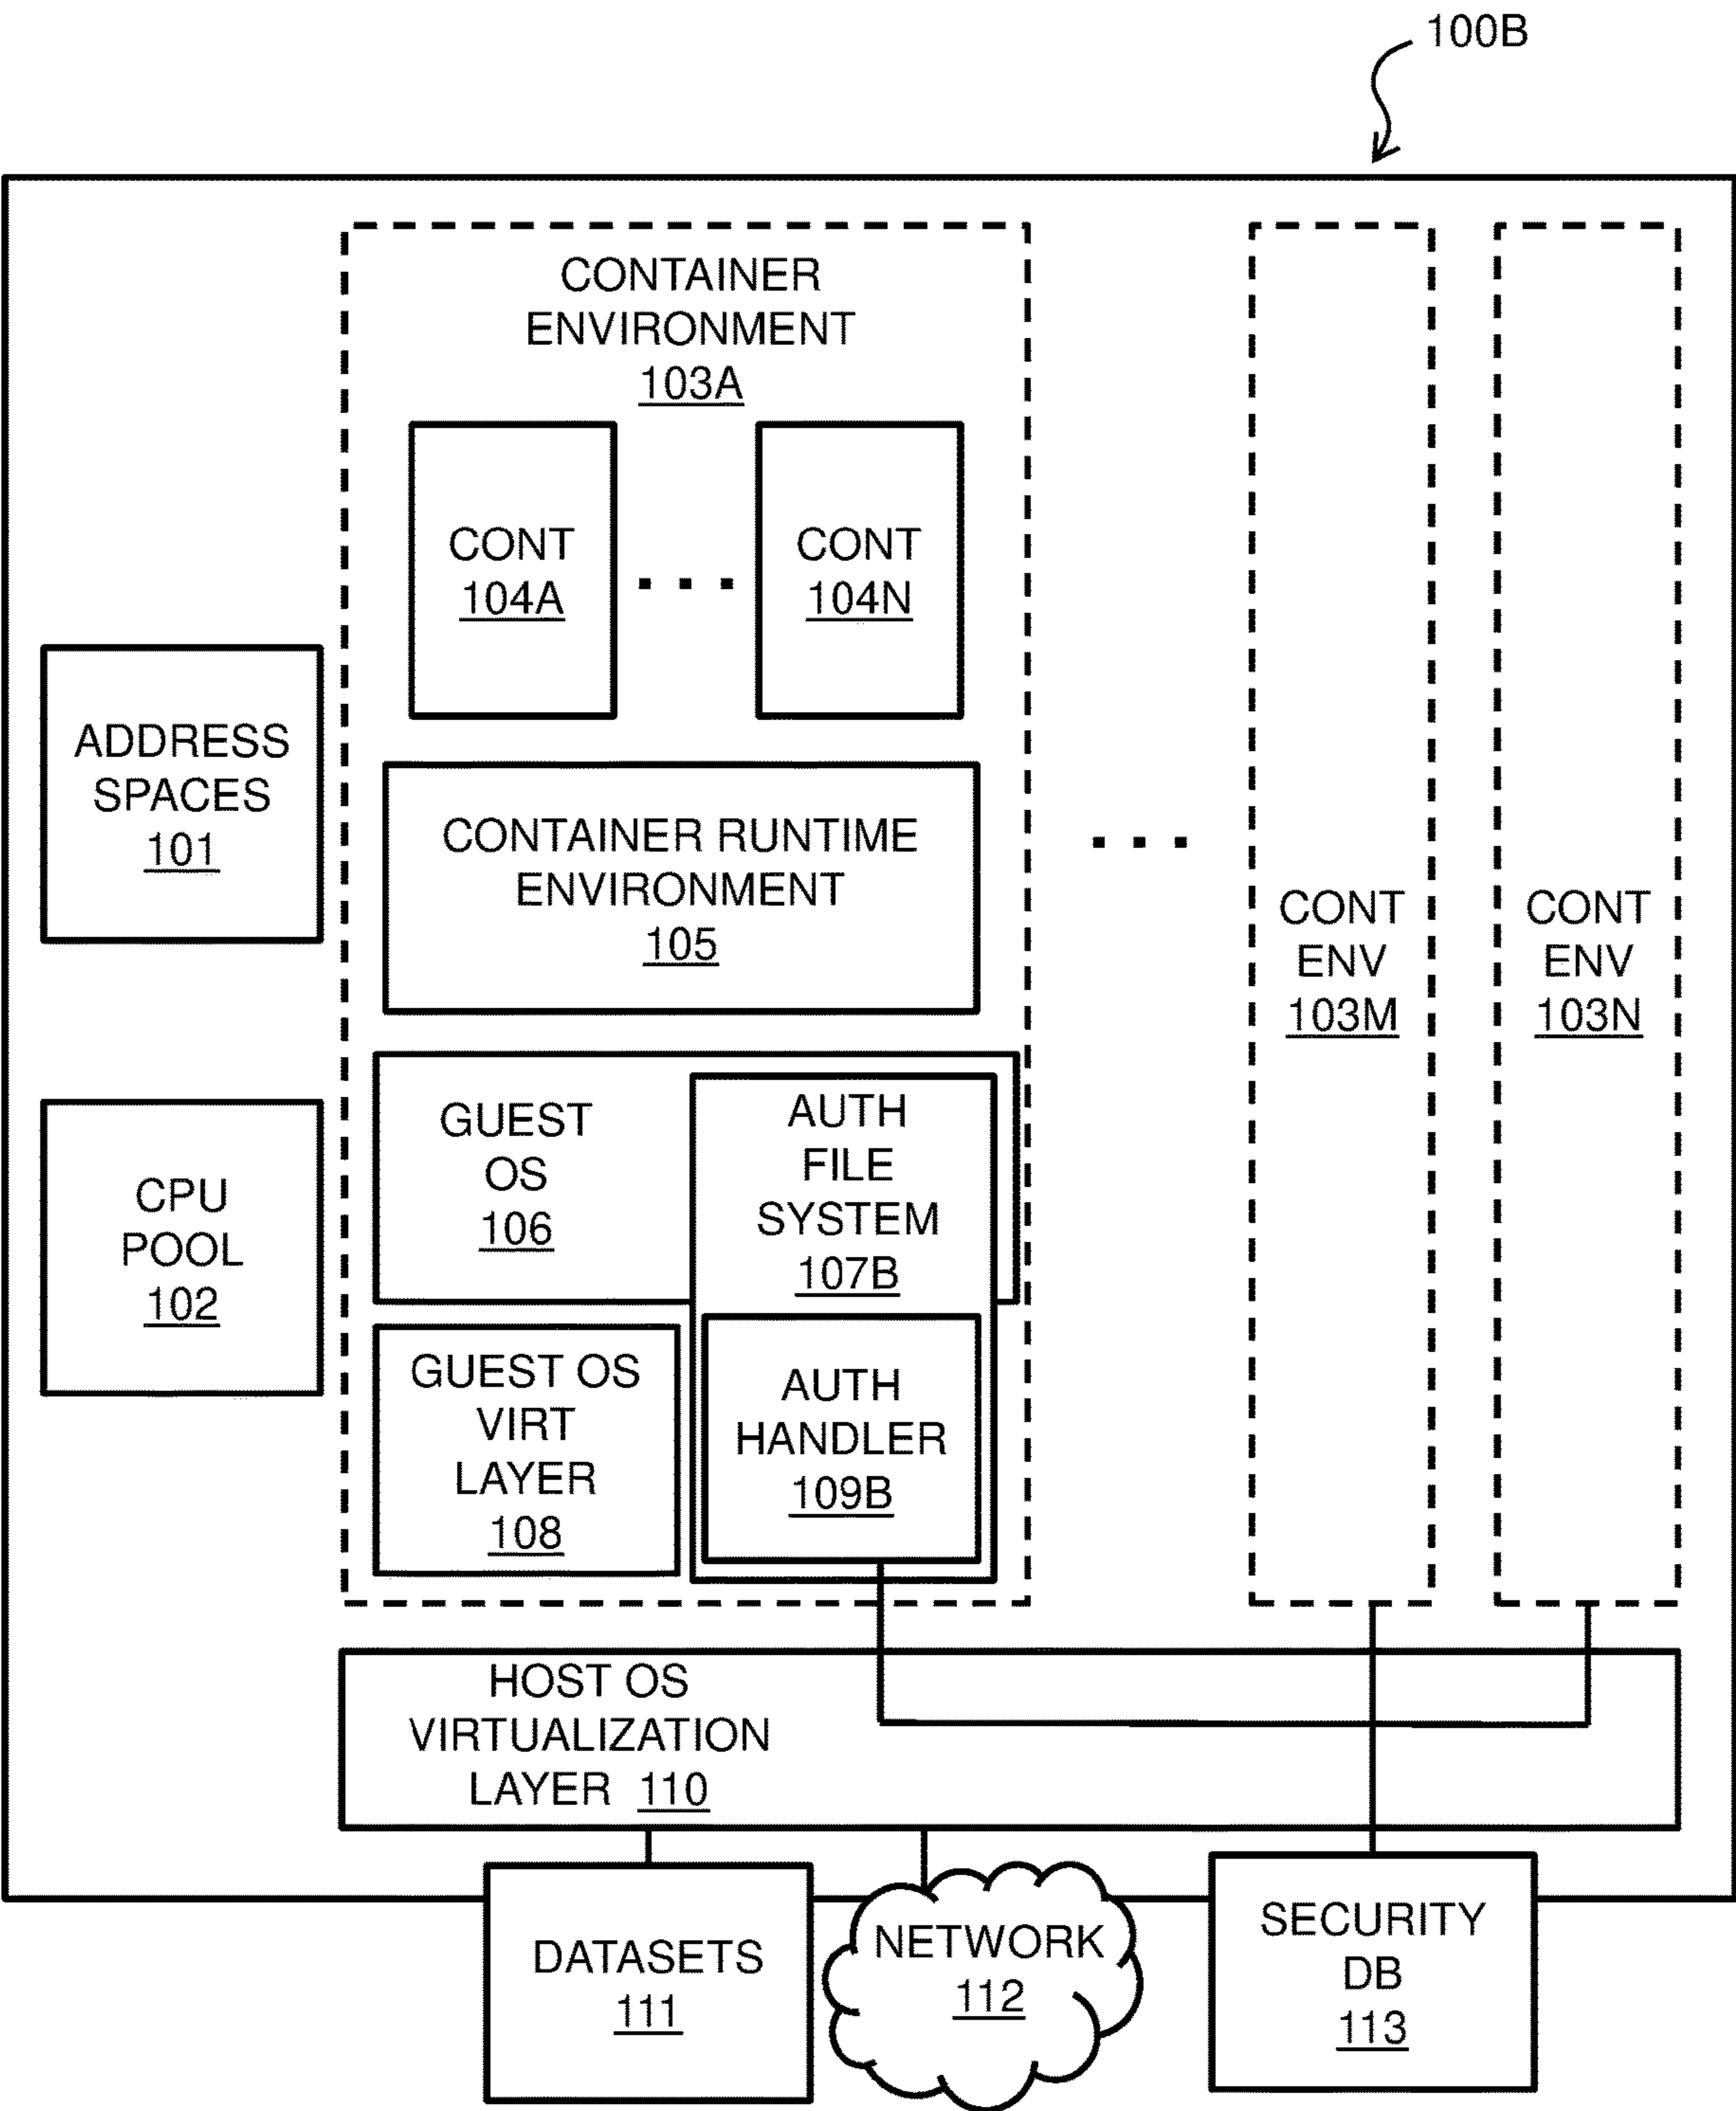 100B
CONTAINER
ENVIRONMENT
103A
CONT
104A
CONT
104N
ADDRESS
SPACES
101
CONTAINER RUNTIME
ENVIRONMENT
105
CONT
ENV
103M
CONT
ENV
103N
CPU
POOL
102
GUEST
OS
106
AUTH
FILE
SYSTEM
107B
GUEST OS
VIRT
LAYER
108
AUTH
HANDLER
109B
HOST OS
VIRTUALIZATION
LAYER 110
DATASETS
111
NETWORK
112
SECURITY
DB
113